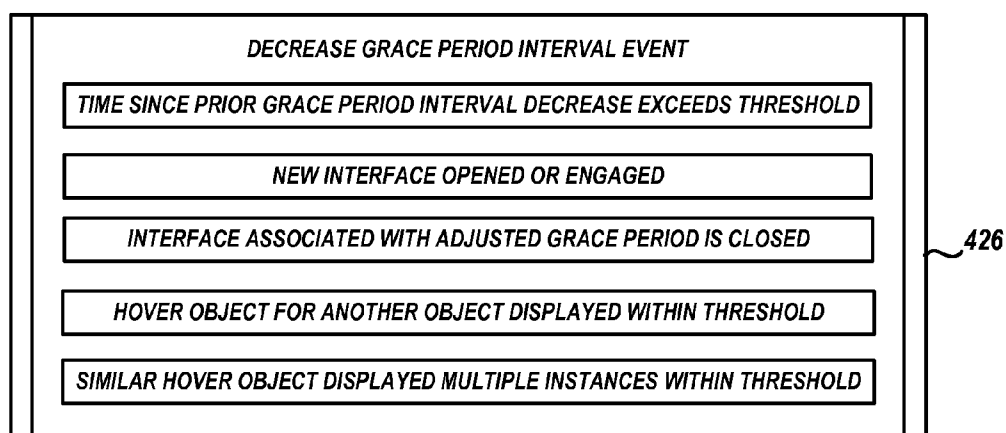 DECREASE GRACE PERIOD INTERVAL EVENT
TIME SINCE PRIOR GRACE PERIOD INTERVAL DECREASE EXCEEDS THRESHOLD
NEW INTERFACE OPENED OR ENGAGED
INTERFACE ASSOCIATED WITH ADJUSTED GRACE PERIOD IS CLOSED
426
HOVER OBJECT FOR ANOTHER OBJECT DISPLAYED WITHIN THRESHOLD
SIMILAR HOVER OBJECT DISPLAYED MULTIPLE INSTANCES WITHIN THRESHOLD